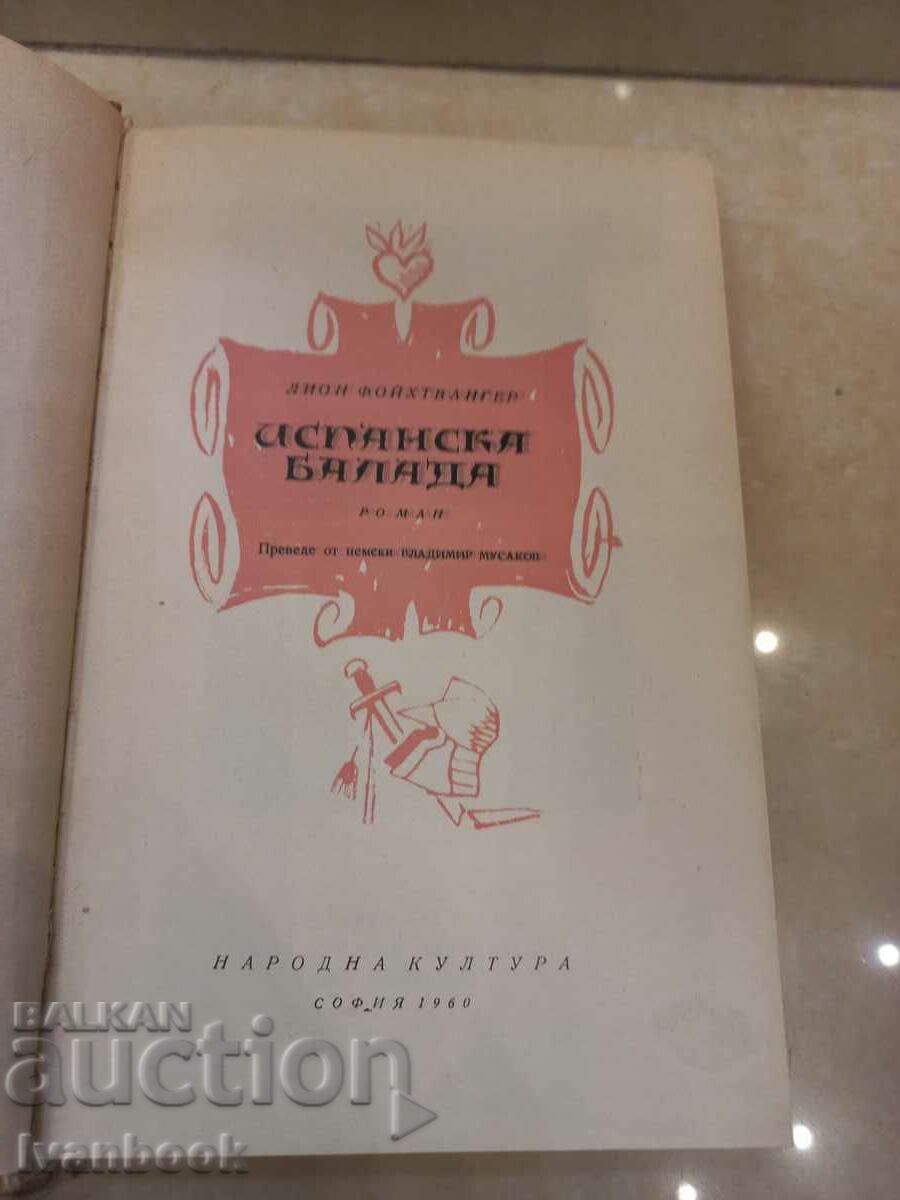 ЛИОН ФОЙХТВАНГЕР
ИСПАНСКА
БАЛАДА
РОМАН
Преведе от немски ВЛАДИМИР МУСАКОВ
НАРОДНА КУЛТУРА
СОФИЯ 1960
BALKAN
auction
Ivanbook